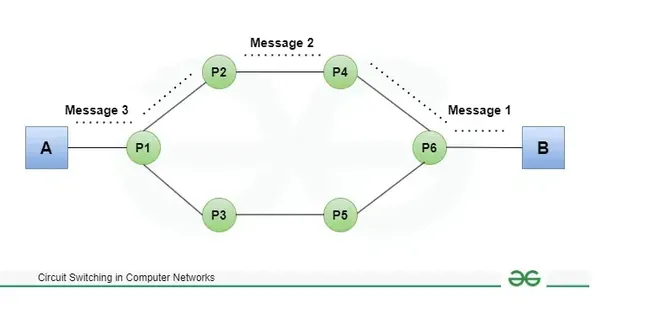 Message 2
P2
P4
Message 3
Message 1
A
P1
P6
B
P3
P5
Circuit Switching in Computer Networks